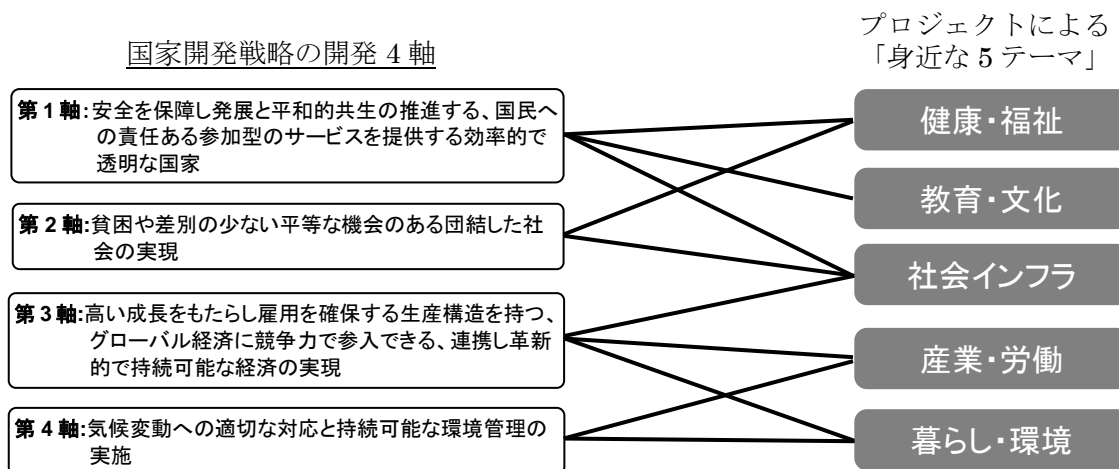 国家開発戦略の開発 4 軸
第 1 軸:安全を保障し発展と平和的共生の推進する、国民へ
の責任ある参加型のサービスを提供する効率的で
透明な国家
第 2 軸:貧困や差別の少ない平等な機会のある団結した社
会の実現
第 3 軸:高い成長をもたらし雇用を確保する生産構造を持つ、
グローバル経済に競争力で参入できる、連携し革新
的で持続可能な経済の実現
第 4 軸:気候変動への適切な対応と持続可能な環境管理の
実施
プロジェクトによる
「身近な 5 テーマ」
健康・福祉
教育・文化
社会インフラ
産業・労働
暮らし・環境